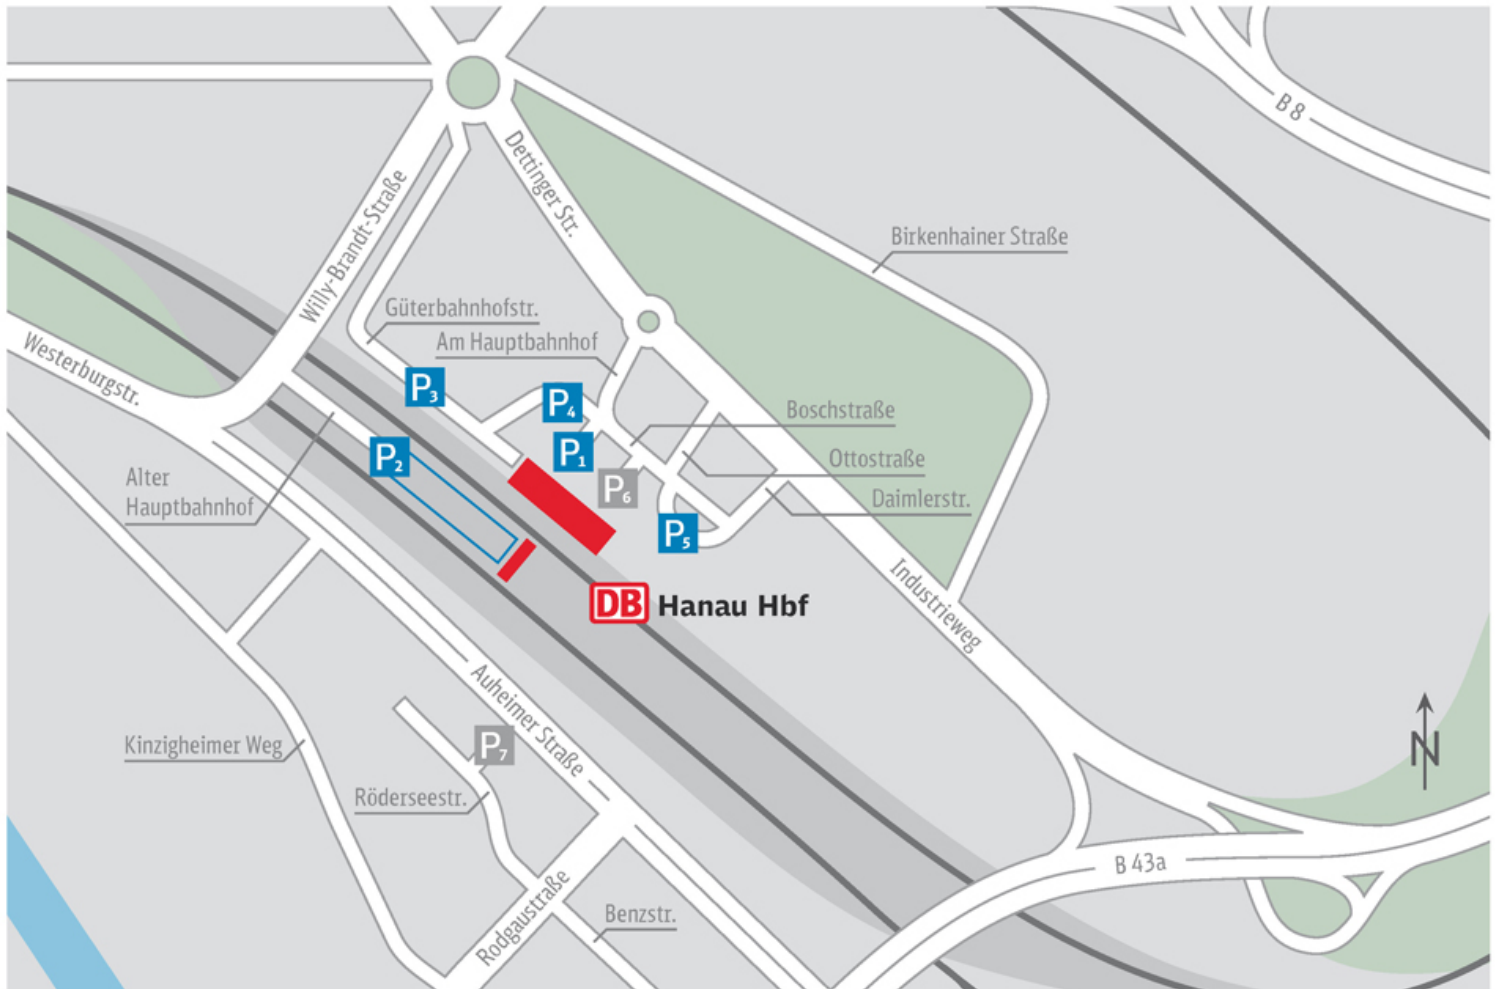 B 8
Dettinger Str.
Willy-Brandt-Straße
Birkenhainer Straße
Güterbahnhofstr.
Am Hauptbahnhof
Westerburgstr.
P3
P4
Boschstraße
P1
P2
Ottostraße
Alter
Hauptbahnhof
P6
Daimlerstr.
P5
Industrieweg
DB Hanau Hbf
Auheimer Straße
Kinzigheimer Weg
P7
N
Röderseestr.
B 43a
Rodgaustraße
Benzstr.